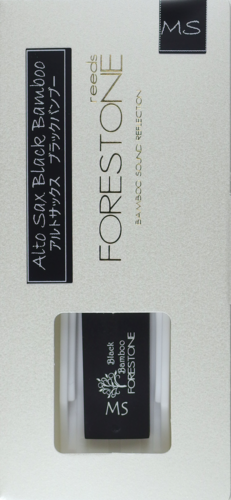 MS
Alto Sax Black Bamboo
アルトサックス ブラックバンブー
reeds
FORESTONE
BAMBOO SOUND REFLECTION
Black
Bamboo
FORESTONE
MS